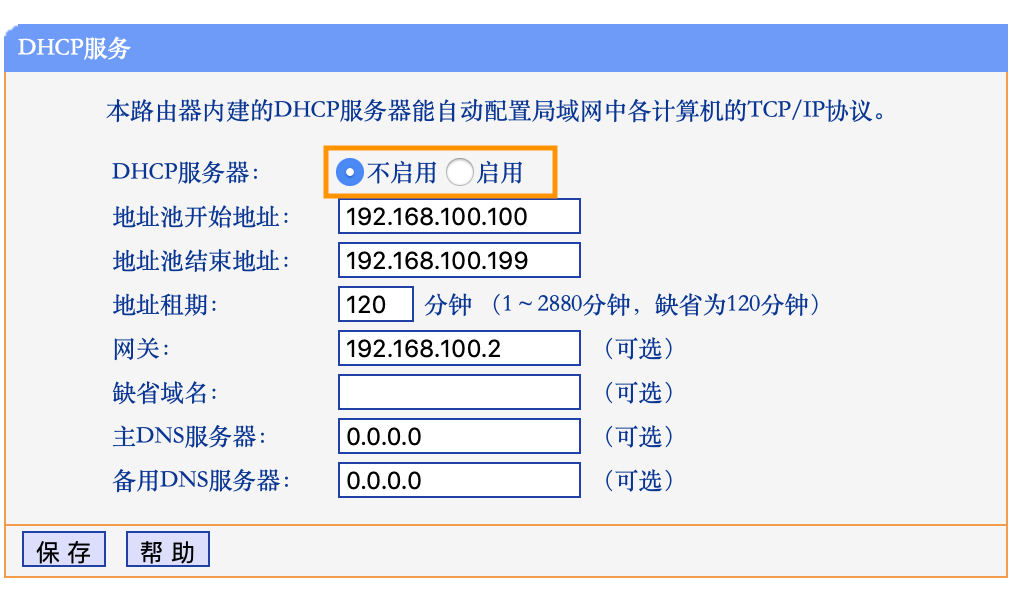 DHCP服务
本路由器内建的DHCP服务器能自动配置局域网中各计算机的TCP/IP协议。
DHCP服务器： 不启用 启用
地址池开始地址： 192.168.100.100
地址池结束地址： 192.168.100.199
地址租期： 120 分钟 （1～2880分钟，缺省为120分钟）
网关： 192.168.100.2 （可选）
缺省域名： （可选）
主DNS服务器： 0.0.0.0 （可选）
备用DNS服务器： 0.0.0.0 （可选）
保 存 帮 助